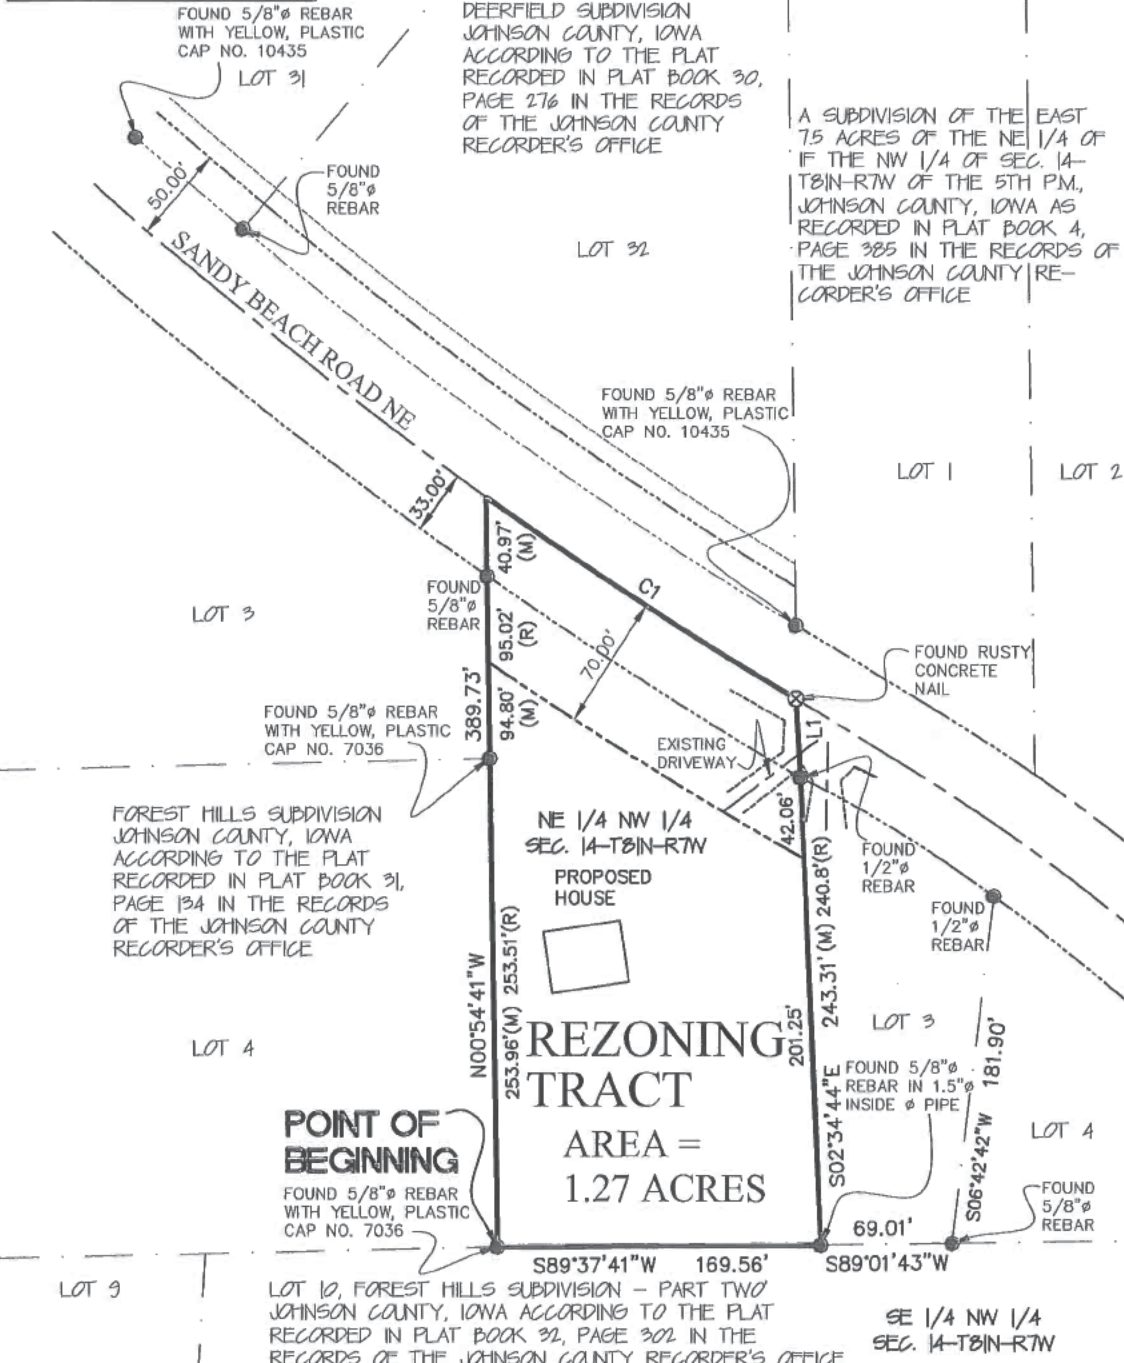 FOUND 5/8"ø REBAR
WITH YELLOW, PLASTIC
CAP NO. 10435
LOT 31
DEERFIELD SUBDIVISION
JOHNSON COUNTY, IOWA
ACCORDING TO THE PLAT
RECORDED IN PLAT BOOK 30,
PAGE 276 IN THE RECORDS
OF THE JOHNSON COUNTY
RECORDER'S OFFICE
A SUBDIVISION OF THE EAST
7.5 ACRES OF THE NE 1/4 OF
IF THE NW 1/4 OF SEC. 14-
T81N-R7W OF THE 5TH P.M.,
JOHNSON COUNTY, IOWA AS
RECORDED IN PLAT BOOK 4,
PAGE 385 IN THE RECORDS OF
THE JOHNSON COUNTY RE-
CORDER'S OFFICE
50.00'
FOUND
5/8"ø
REBAR
SANDY BEACH ROAD NE
LOT 32
FOUND 5/8"ø REBAR
WITH YELLOW, PLASTIC
CAP NO. 10435
LOT 1
LOT 2
33.00'
40.97'
(M)
FOUND
5/8"ø
REBAR
C1
LOT 3
95.02'
(R)
70.00'
FOUND RUSTY
CONCRETE
NAIL
389.73'
94.80'
(M)
FOUND 5/8"ø REBAR
WITH YELLOW, PLASTIC
CAP NO. 7036
L1
EXISTING
DRIVEWAY
FOREST HILLS SUBDIVISION
JOHNSON COUNTY, IOWA
ACCORDING TO THE PLAT
RECORDED IN PLAT BOOK 31,
PAGE 134 IN THE RECORDS
OF THE JOHNSON COUNTY
RECORDER'S OFFICE
NE 1/4 NW 1/4
SEC. 14-T81N-R7W
42.06'
FOUND
1/2"ø
REBAR
PROPOSED
HOUSE
FOUND
1/2"ø
REBAR
N00°54'41"W
253.96'(M) 253.51'(R)
243.31'(M) 240.8'(R)
201.25'
S02°34'44"E
LOT 3
LOT 4
REZONING
TRACT
AREA =
1.27 ACRES
FOUND 5/8"ø
REBAR IN 1.5"ø
INSIDE ø PIPE
S06°42'42"W 181.90'
LOT 4
POINT OF
BEGINNING
FOUND 5/8"ø REBAR
WITH YELLOW, PLASTIC
CAP NO. 7036
FOUND
5/8"ø
REBAR
69.01'
S89°37'41"W 169.56'
S89°01'43"W
LOT 9
LOT 10, FOREST HILLS SUBDIVISION - PART TWO
JOHNSON COUNTY, IOWA ACCORDING TO THE PLAT
RECORDED IN PLAT BOOK 32, PAGE 302 IN THE
RECORDS OF THE JOHNSON COUNTY RECORDER'S OFFICE
SE 1/4 NW 1/4
SEC. 14-T81N-R7W